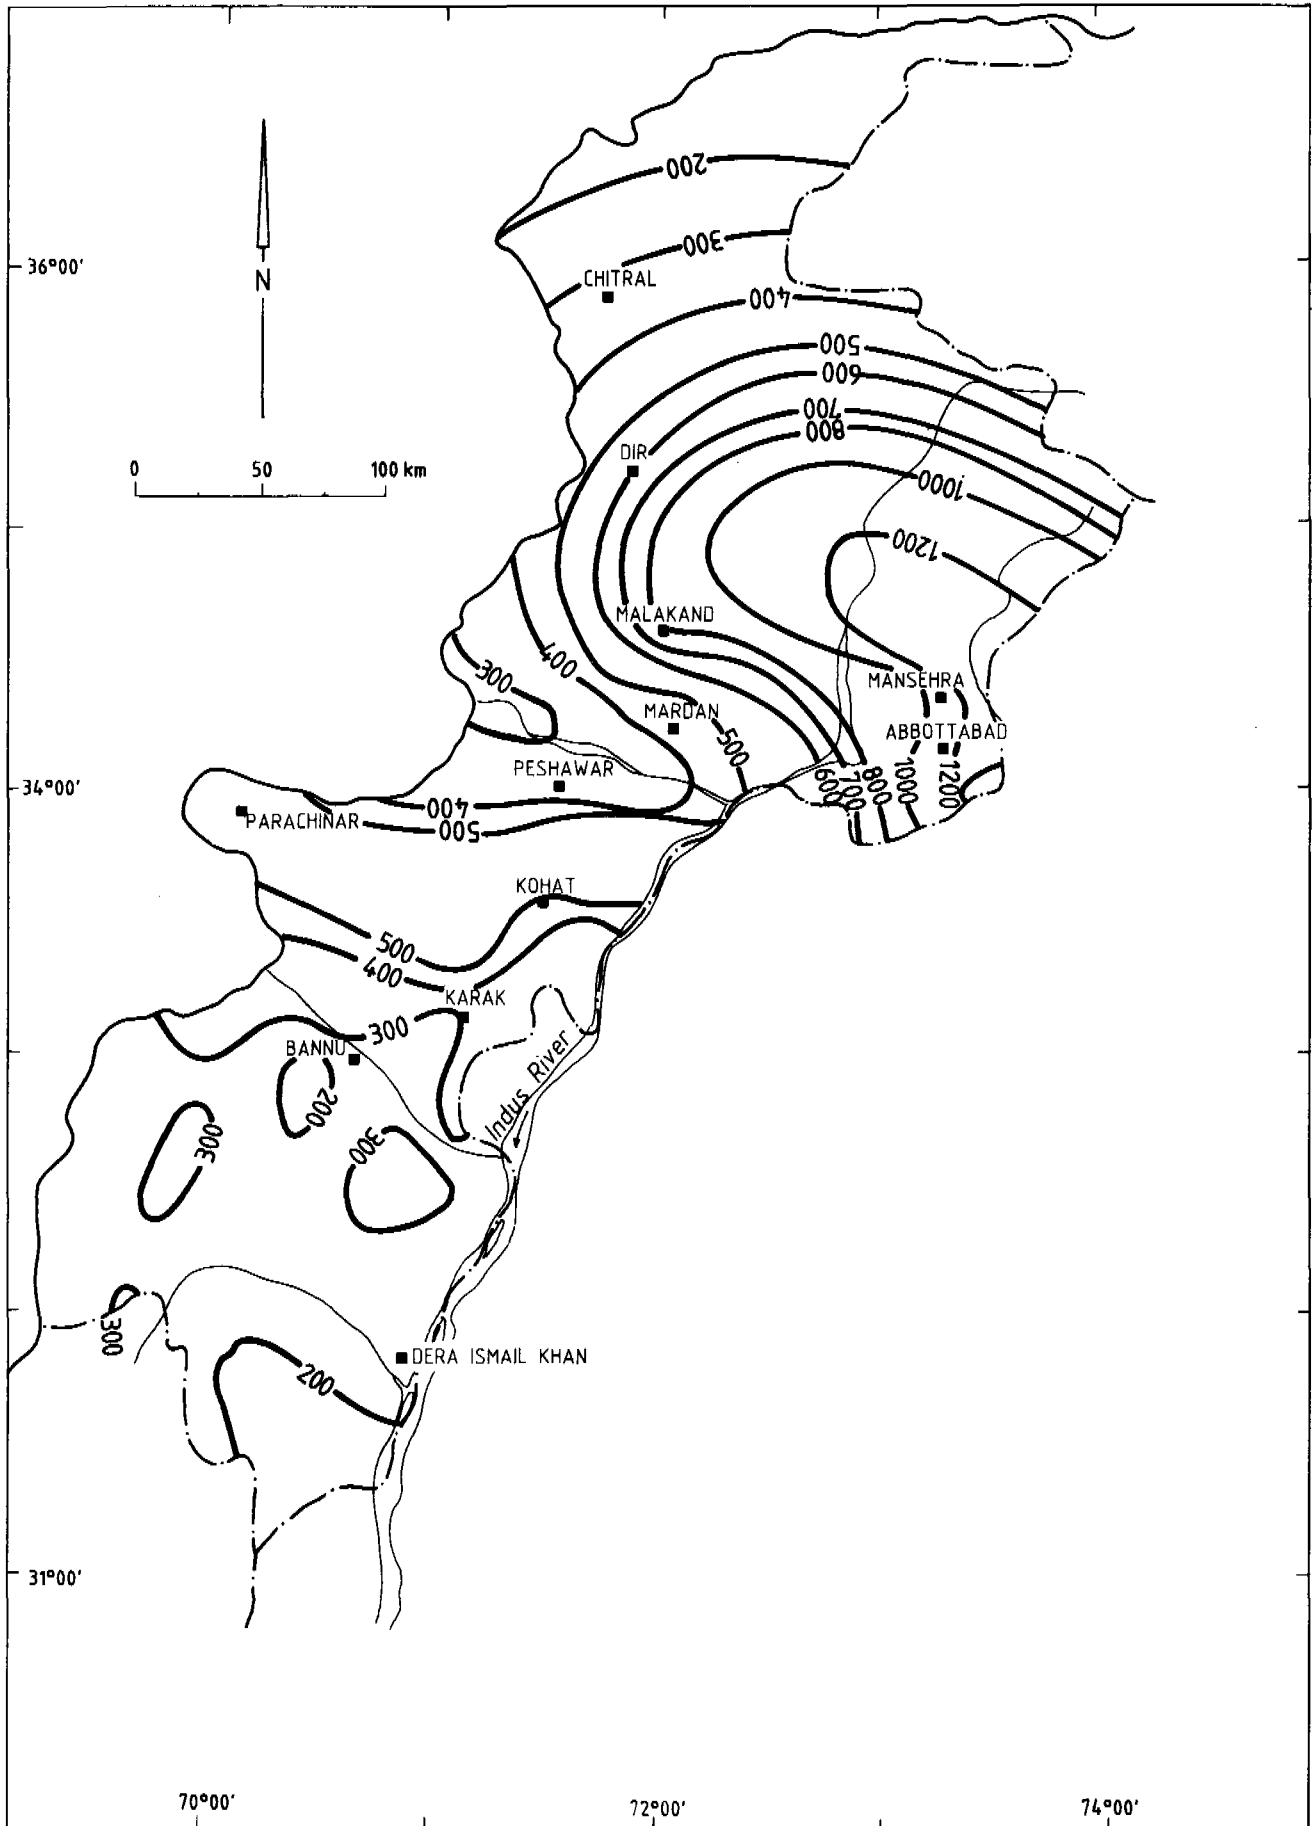 200
300
36°00'
N
CHITRAL
400
500
600
700
800
0 50 100 km
DIR
1000
1200
MALAKAND
400
300
MANSEHRA
MARDAN
500
ABBOTTABAD
PESHAWAR
600
700
800
1000
1200
34°00'
400
PARACHINAR
500
KOHAT
500
400
KARAK
300
BANNU
200
Indus River
300
300
300
DERA ISMAIL KHAN
200
31°00'
70°00' 72°00' 74°00'